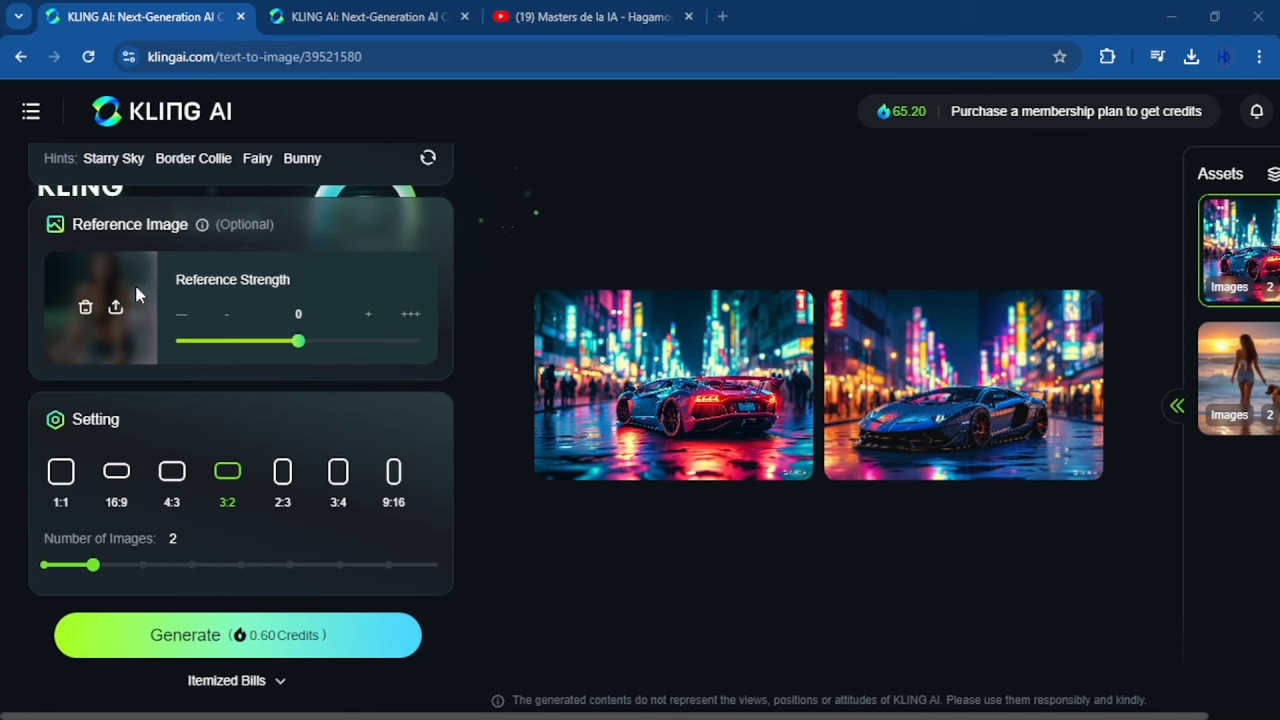 KLING AI: Next-Generation AI C
KLING AI: Next-Generation AI C
(19) Masters de la IA - Hagamo
klingai.com/text-to-image/39521580
KLING AI
65.20
Purchase a membership plan to get credits
Hints: Starry Sky Border Collie Fairy Bunny
KLING
Reference Image (Optional)
Reference Strength
--- - 0 + +++
Setting
1:1 16:9 4:3 3:2 2:3 3:4 9:16
Number of Images: 2
Generate ( 0.60 Credits )
Itemized Bills
Assets
Images 2
Images 2
The generated contents do not represent the views, positions or attitudes of KLING AI. Please use them responsibly and kindly.